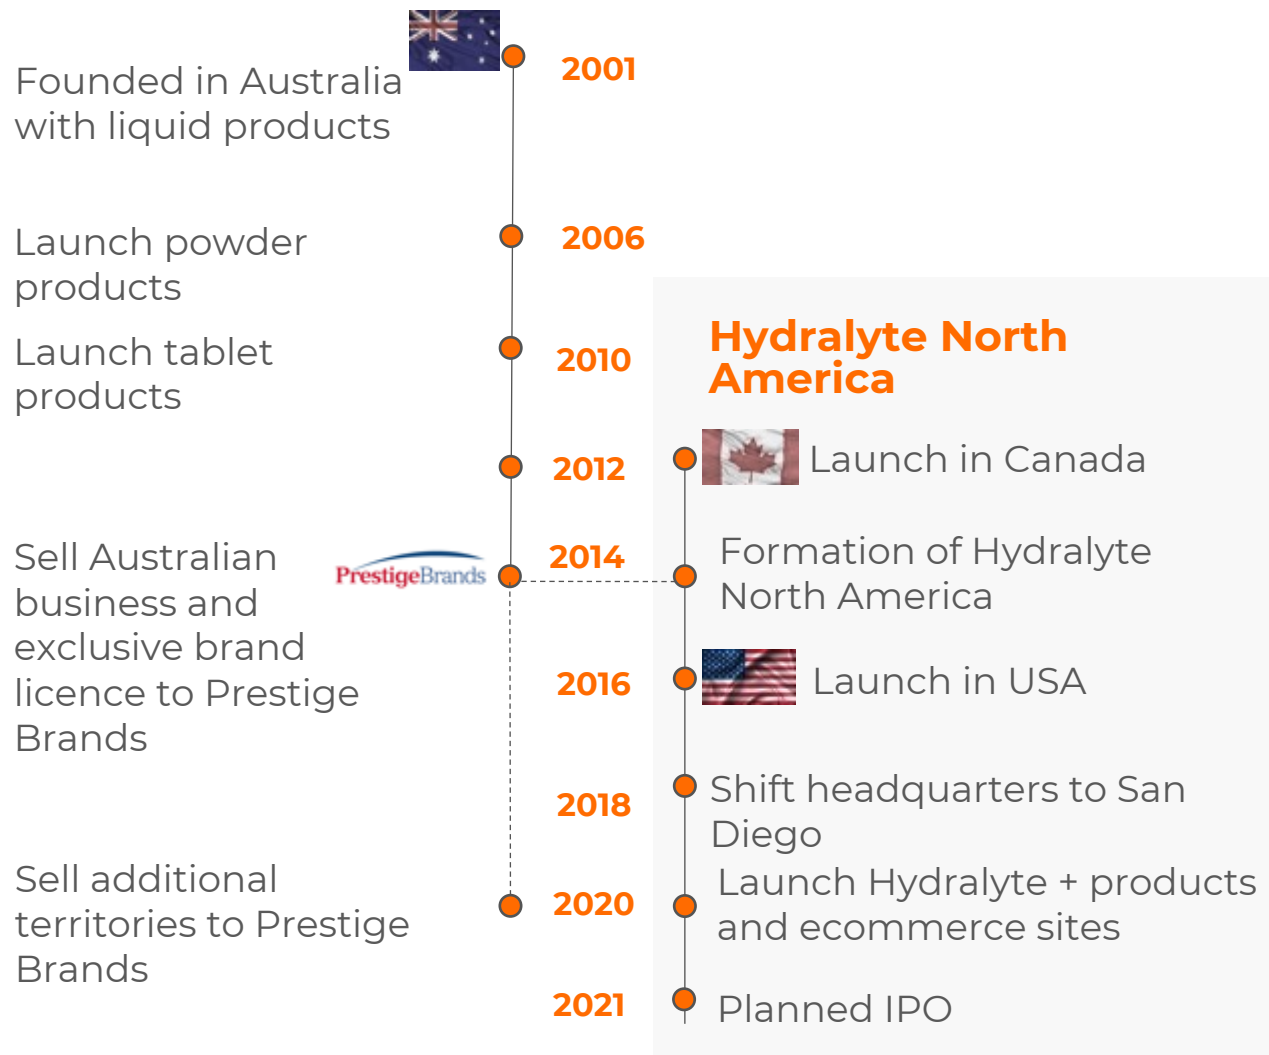 2001
Founded in Australia
with liquid products
2006
Launch powder
products
2010
Launch tablet
products
Hydralyte North
America
2012
Launch in Canada
2014
Sell Australian
business and
exclusive brand
licence to Prestige
Brands
PrestigeBrands
Formation of Hydralyte
North America
2016
Launch in USA
2018
Shift headquarters to San
Diego
2020
Sell additional
territories to Prestige
Brands
Launch Hydralyte + products
and ecommerce sites
2021
Planned IPO